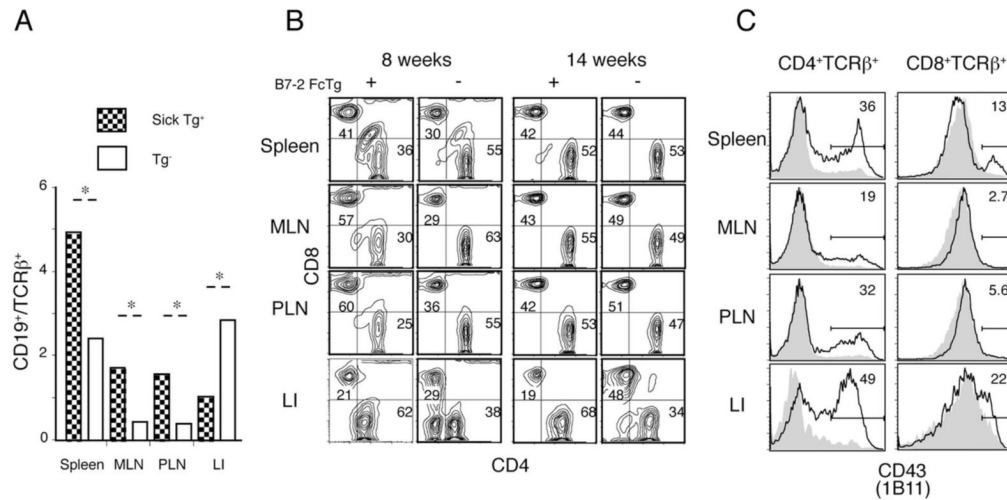 A
Sick Tg⁺
Tg⁻
CD19⁺/TCRβ⁺
6
4
2
0
*
*
*
*
Spleen MLN PLN LI
B
8 weeks 14 weeks
B7-2 FcTg + - + -
Spleen
41 36 30 55 42 52 44 53
MLN
57 30 29 63 43 55 49 49
PLN
60 25 36 55 42 53 51 47
LI
21 62 29 38 19 68 48 34
CD8
CD4
C
CD4⁺TCRβ⁺ CD8⁺TCRβ⁺
Spleen 36 13
MLN 19 2.7
PLN 32 5.6
LI 49 22
CD43
(1B11)